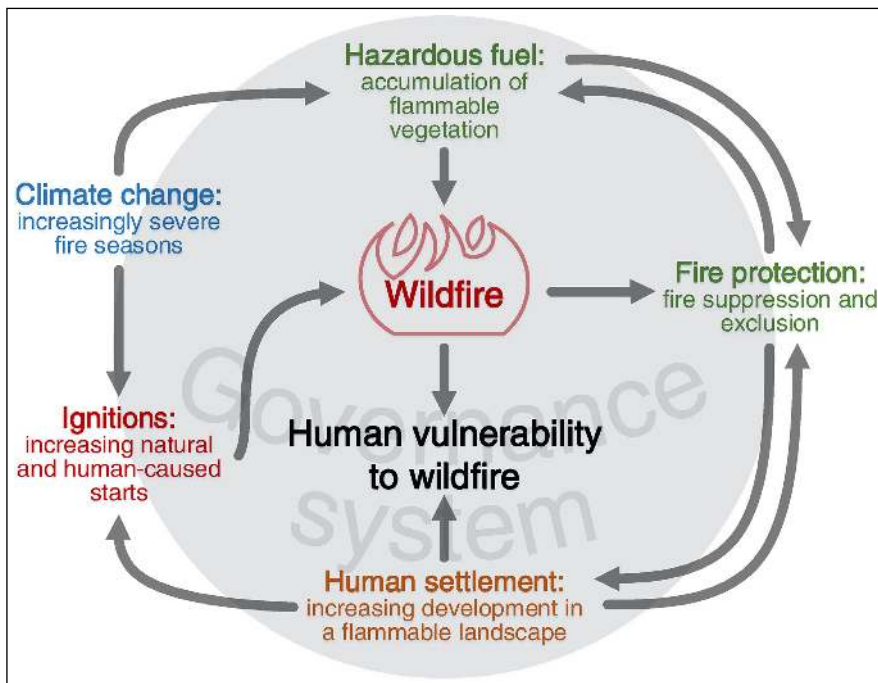 Hazardous fuel:
accumulation of
flammable
vegetation
Climate change:
increasingly severe
fire seasons
Wildfire
Fire protection:
fire suppression and
exclusion
Governance
system
Ignitions:
increasing natural
and human-caused
starts
Human vulnerability
to wildfire
Human settlement:
increasing development in
a flammable landscape